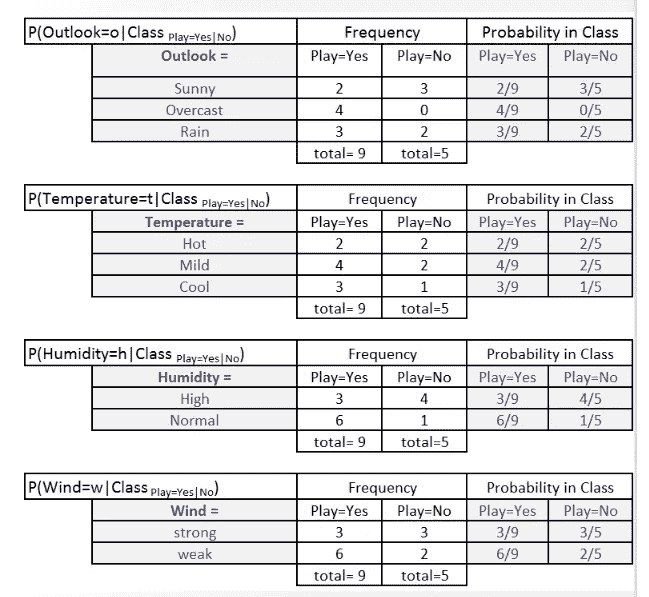 P(Outlook=o|Class Play=Yes|No) Frequency Probability in Class
Outlook = Play=Yes Play=No Play=Yes Play=No
Sunny 2 3 2/9 3/5
Overcast 4 0 4/9 0/5
Rain 3 2 3/9 2/5
total= 9 total=5
P(Temperature=t|Class Play=Yes|No) Frequency Probability in Class
Temperature = Play=Yes Play=No Play=Yes Play=No
Hot 2 2 2/9 2/5
Mild 4 2 4/9 2/5
Cool 3 1 3/9 1/5
total= 9 total=5
P(Humidity=h|Class Play=Yes|No) Frequency Probability in Class
Humidity = Play=Yes Play=No Play=Yes Play=No
High 3 4 3/9 4/5
Normal 6 1 6/9 1/5
total= 9 total=5
P(Wind=w|Class Play=Yes|No) Frequency Probability in Class
Wind = Play=Yes Play=No Play=Yes Play=No
strong 3 3 3/9 3/5
weak 6 2 6/9 2/5
total= 9 total=5